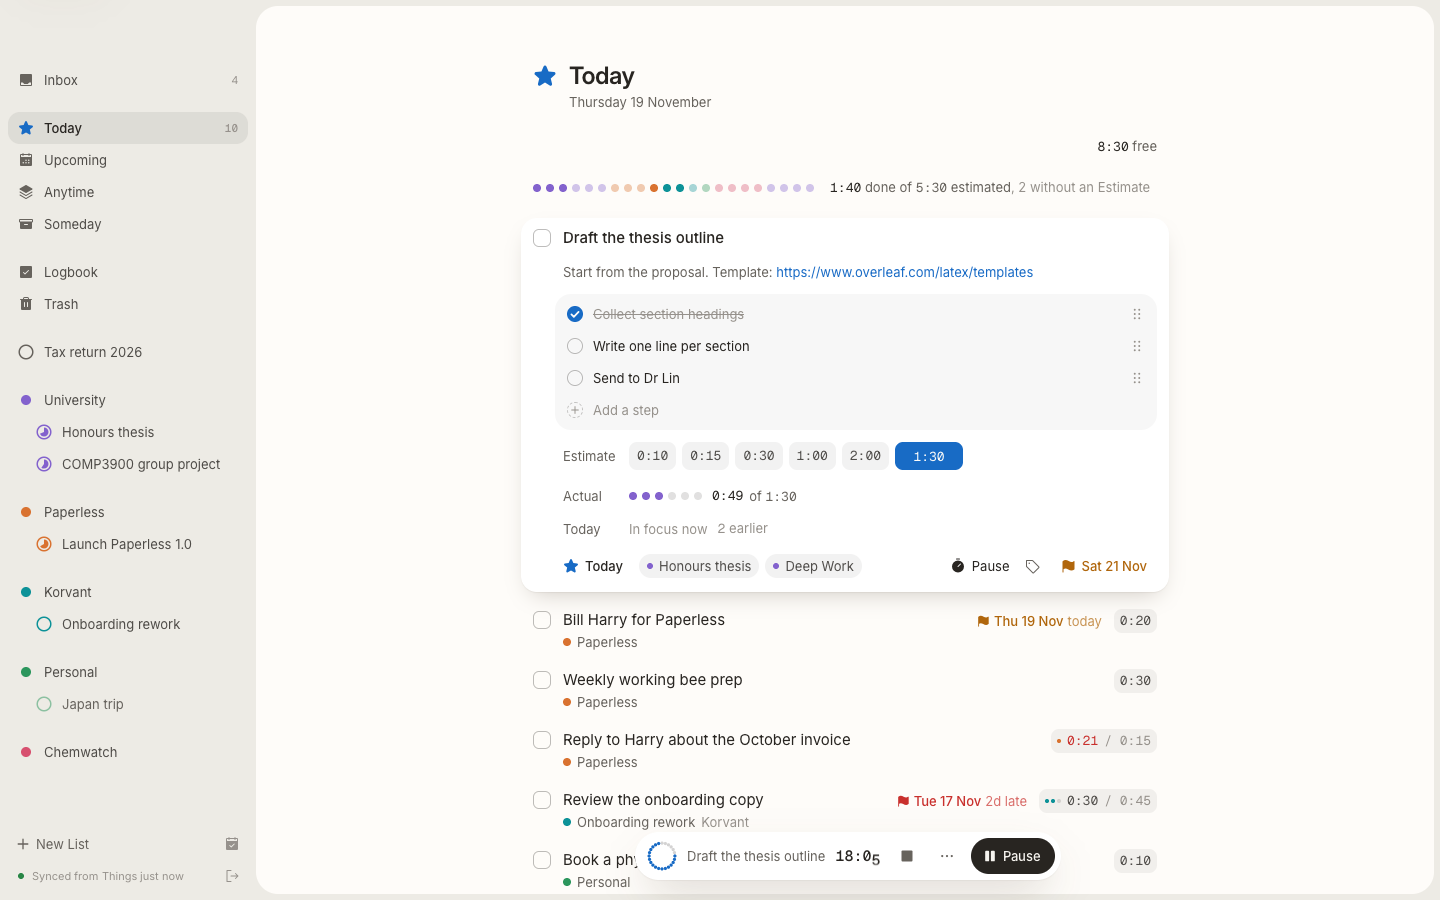 Inbox 4
Today 10
Upcoming
Anytime
Someday
Logbook
Trash
Tax return 2026
University
Honours thesis
COMP3900 group project
Paperless
Launch Paperless 1.0
Korvant
Onboarding rework
Personal
Japan trip
Chemwatch
New List
Synced from Things just now
Today
Thursday 19 November
8:30 free
1:40 done of 5:30 estimated, 2 without an Estimate
Draft the thesis outline
Start from the proposal. Template: https://www.overleaf.com/latex/templates
Collect section headings
Write one line per section
Send to Dr Lin
Add a step
Estimate 0:10 0:15 0:30 1:00 2:00 1:30
Actual 0:49 of 1:30
Today In focus now 2 earlier
Today Honours thesis Deep Work Pause Sat 21 Nov
Bill Harry for Paperless Thu 19 Nov today 0:20
Paperless
Weekly working bee prep 0:30
Paperless
Reply to Harry about the October invoice 0:21 / 0:15
Paperless
Review the onboarding copy Tue 17 Nov 2d late 0:30 / 0:45
Onboarding rework Korvant
Book a 0:10
Personal
Draft the thesis outline 18:05 Pause